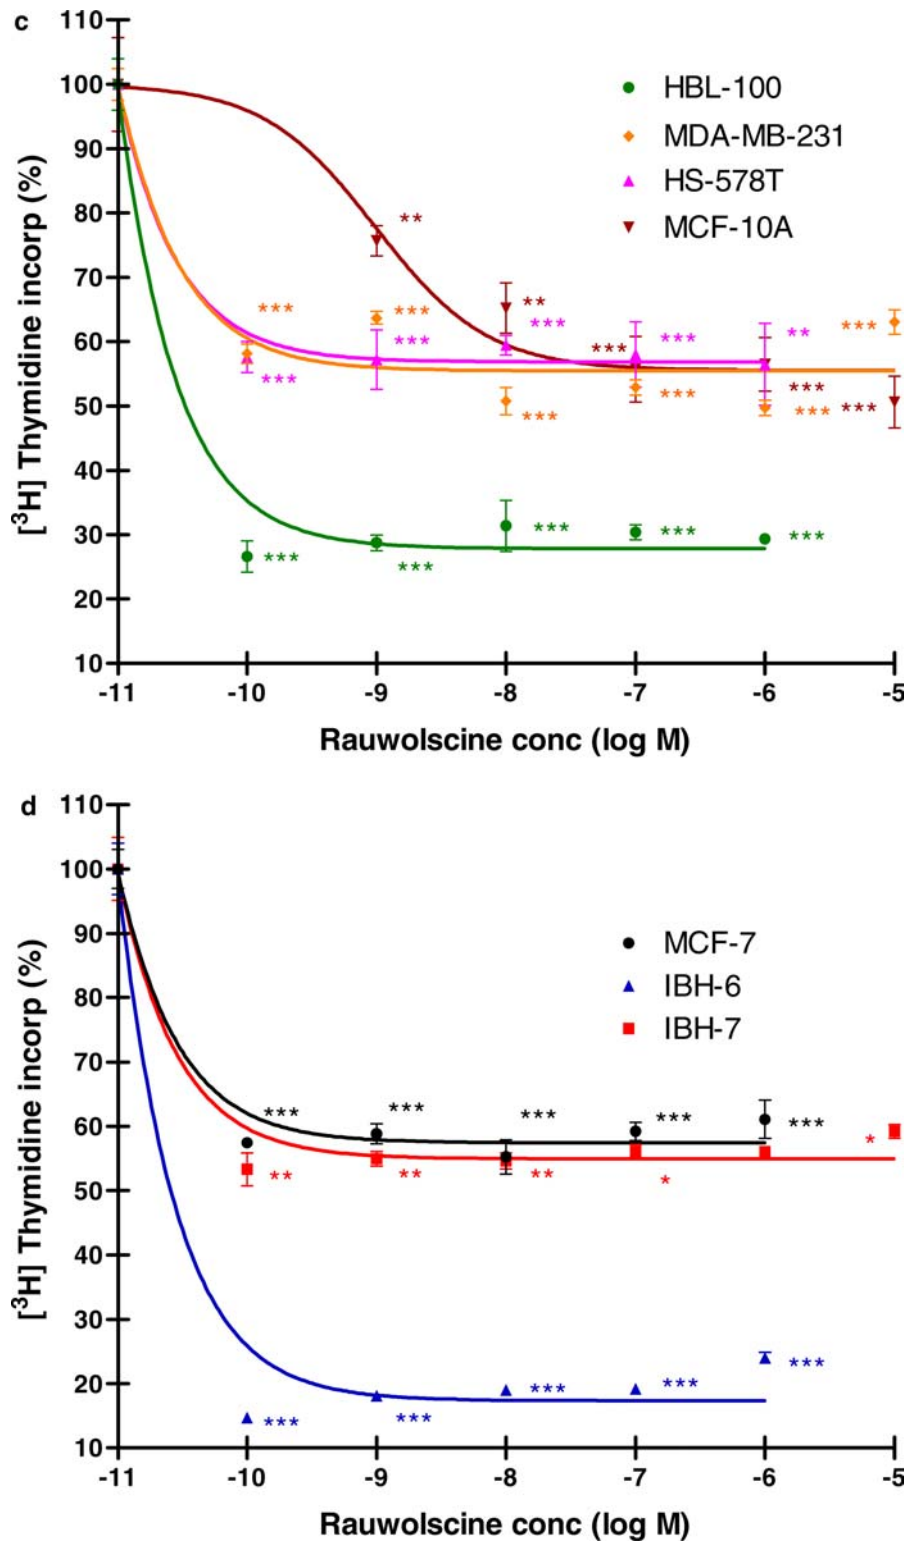 c
[³H] Thymidine incorp (%)
110
100
90
80
70
60
50
40
30
20
10
HBL-100
MDA-MB-231
HS-578T
MCF-10A
**
***
***
**
***
***
***
***
**
***
***
***
***
***
***
***
***
***
***
***
-11 -10 -9 -8 -7 -6 -5
Rauwolscine conc (log M)
d
[³H] Thymidine incorp (%)
110
100
90
80
70
60
50
40
30
20
10
MCF-7
IBH-6
IBH-7
*** *** *** *** ***
** ** ** * *
*** *** *** *** ***
-11 -10 -9 -8 -7 -6 -5
Rauwolscine conc (log M)